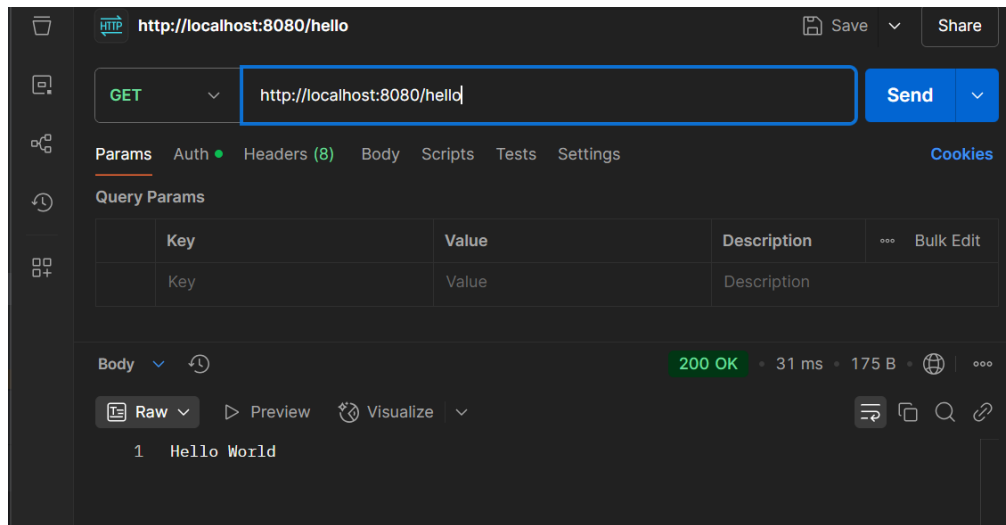 HTTP http://localhost:8080/hello Save Share
GET http://localhost:8080/hello Send
Params Auth Headers (8) Body Scripts Tests Settings Cookies
Query Params
Key Value Description Bulk Edit
Key Value Description
Body 200 OK 31 ms 175 B
Raw Preview Visualize
1 Hello World